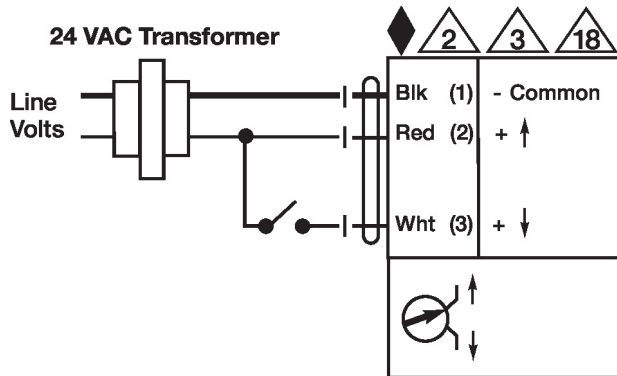 24 VAC Transformer
2 3 18
Line
Volts
Blk (1) - Common
Red (2) + ↑
Wht (3) + ↓